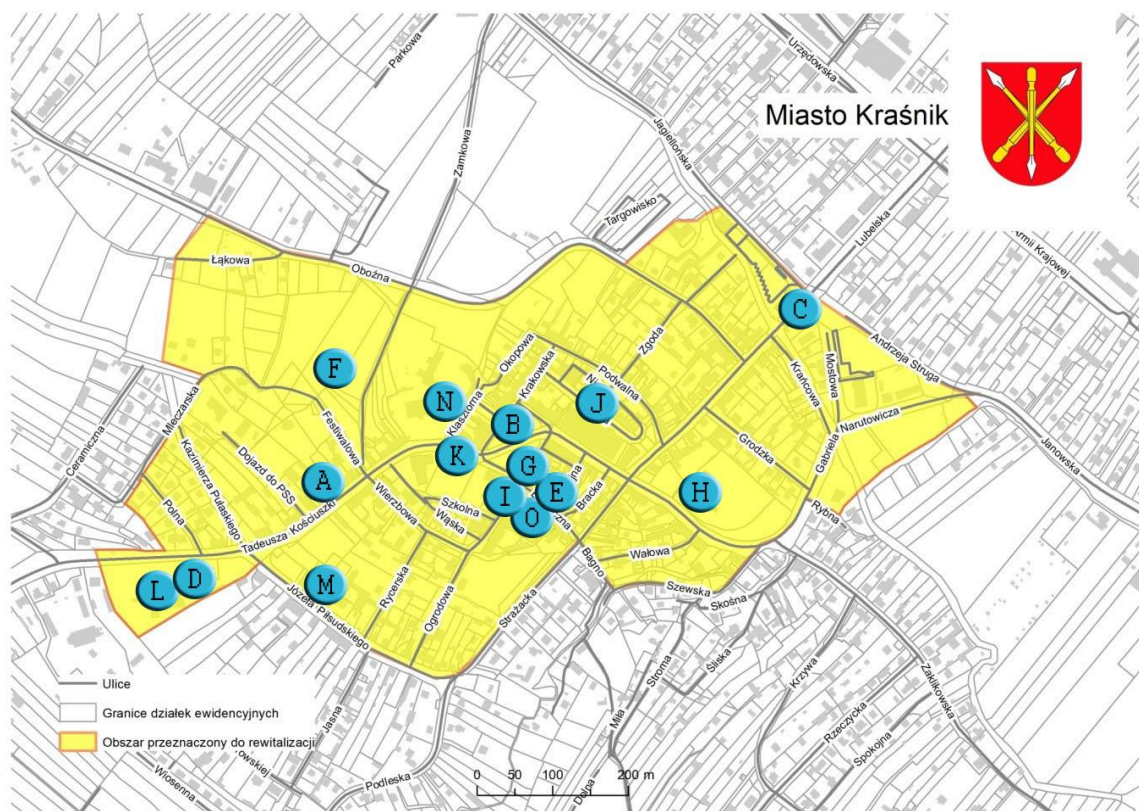 Miasto Kraśnik
Parkowa
Urzędowska
Jagiellońska
Zamkowa
Targowisko
Lubelska
Armii Krajowej
Łąkowa
Oboźna
C
Andrzeja Struga
Zgoda
Okopowa
Krakowska
Podwalna
F
Krańcowa
Mostowa
N
J
Klasztorna
B
Mleczarska
Festiwalowa
Gabriela Narutowicza
Janowska
Ceramiczna
Kazimierza Pułaskiego
Dojazd do PSS
K
G
Grodzka
A
I
E
H
Bracka
Szkolna
Wąska
Wierzbowa
O
Polna
Tadeusza Kościuszki
Rybna
Bagno
Wałowa
L
D
M
Józefa Piłsudskiego
Rycerska
Ogrodowa
Strażacka
Szewska
Skośna
Śliska
Stroma
Krzywa
Zaklikowska
Rzeczycka
Spokojna
Miła
Jasna
Podleska
Dolna
Wiosenna
Ulice
Granice działek ewidencyjnych
Obszar przeznaczony do rewitalizacji
0 50 100 200 m